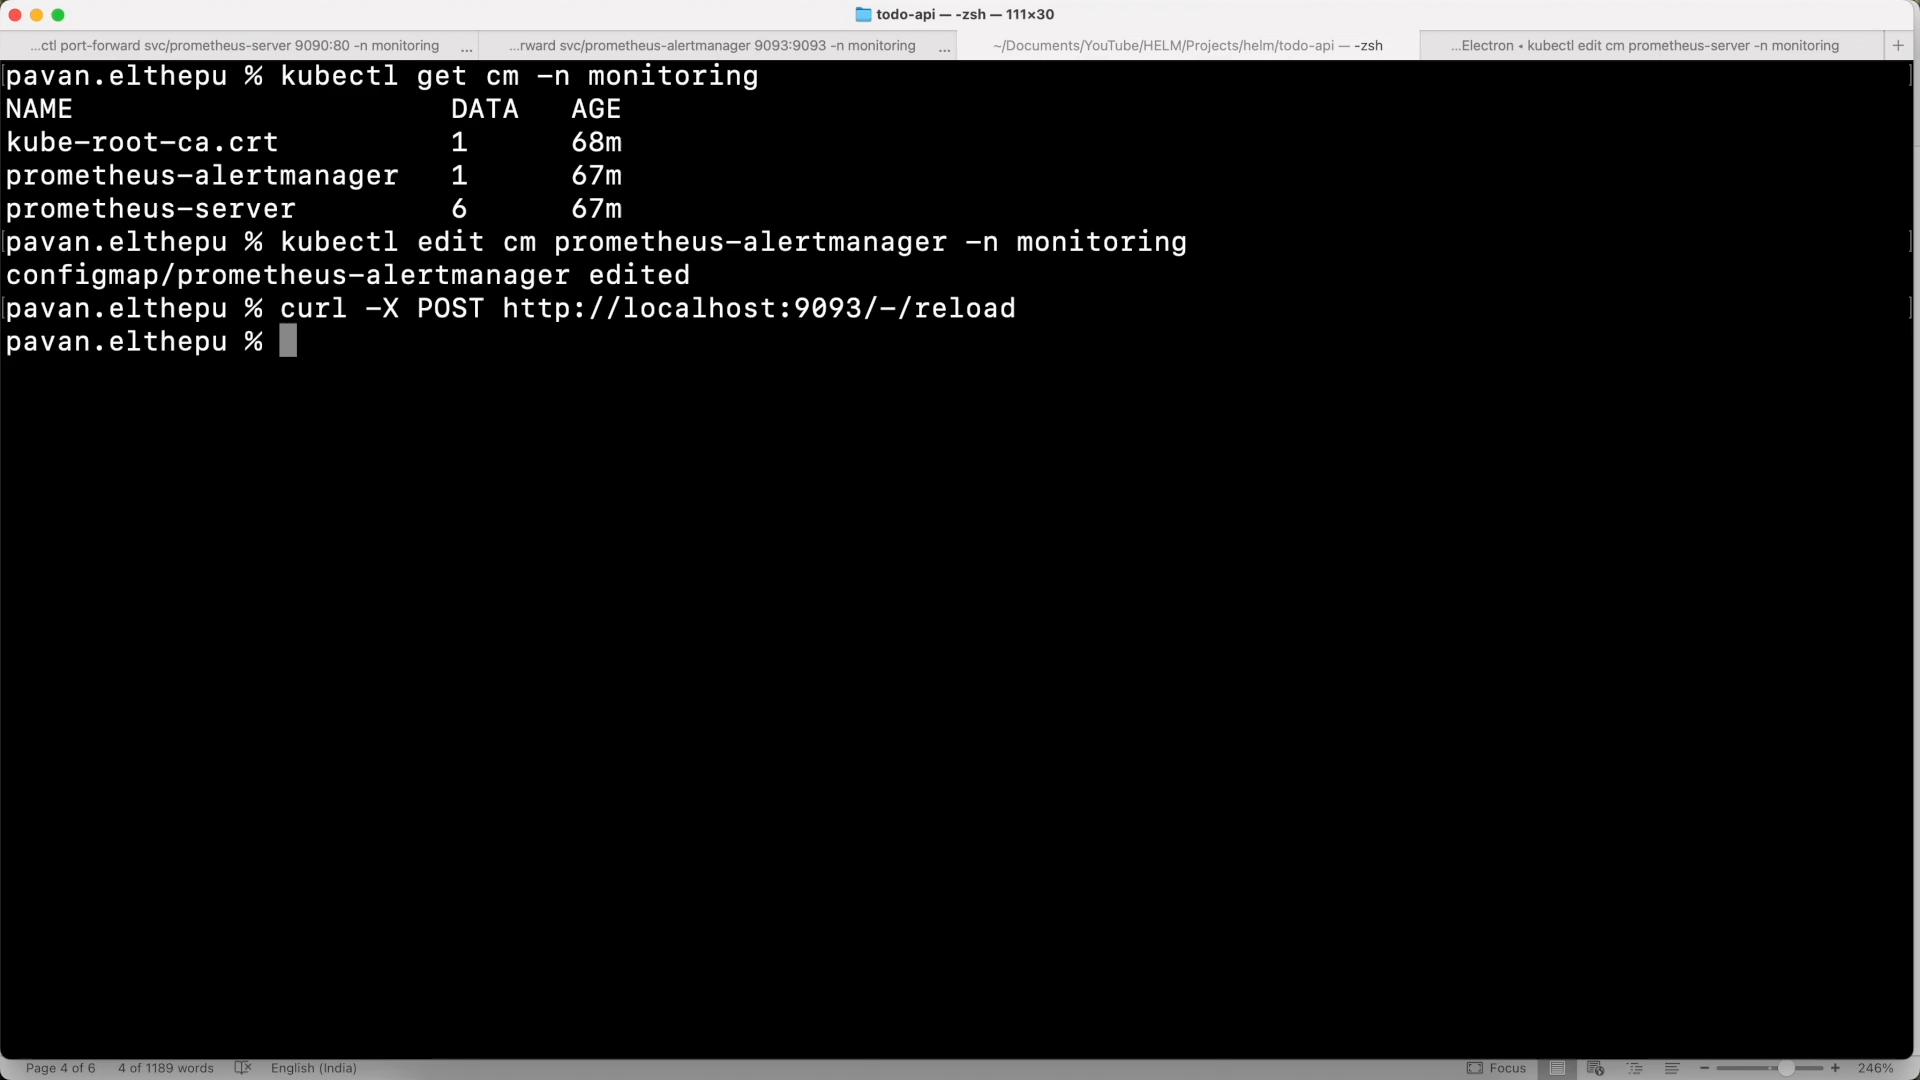 todo-api — -zsh — 111×30
...ctl port-forward svc/prometheus-server 9090:80 -n monitoring ...
...rward svc/prometheus-alertmanager 9093:9093 -n monitoring ...
~/Documents/YouTube/HELM/Projects/helm/todo-api — -zsh
...Electron ◂ kubectl edit cm prometheus-server -n monitoring
+
pavan.elthepu % kubectl get cm -n monitoring
NAME DATA AGE
kube-root-ca.crt 1 68m
prometheus-alertmanager 1 67m
prometheus-server 6 67m
pavan.elthepu % kubectl edit cm prometheus-alertmanager -n monitoring
configmap/prometheus-alertmanager edited
pavan.elthepu % curl -X POST http://localhost:9093/-/reload
pavan.elthepu %
Page 4 of 6 4 of 1189 words English (India) Focus − + 246%